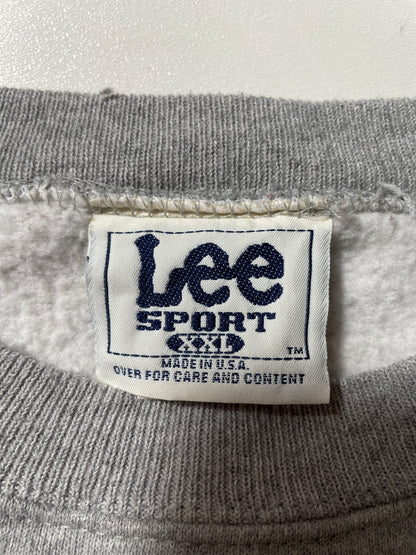 Lee
SPORT
XXL
TM
MADE IN U.S.A.
OVER FOR CARE AND CONTENT